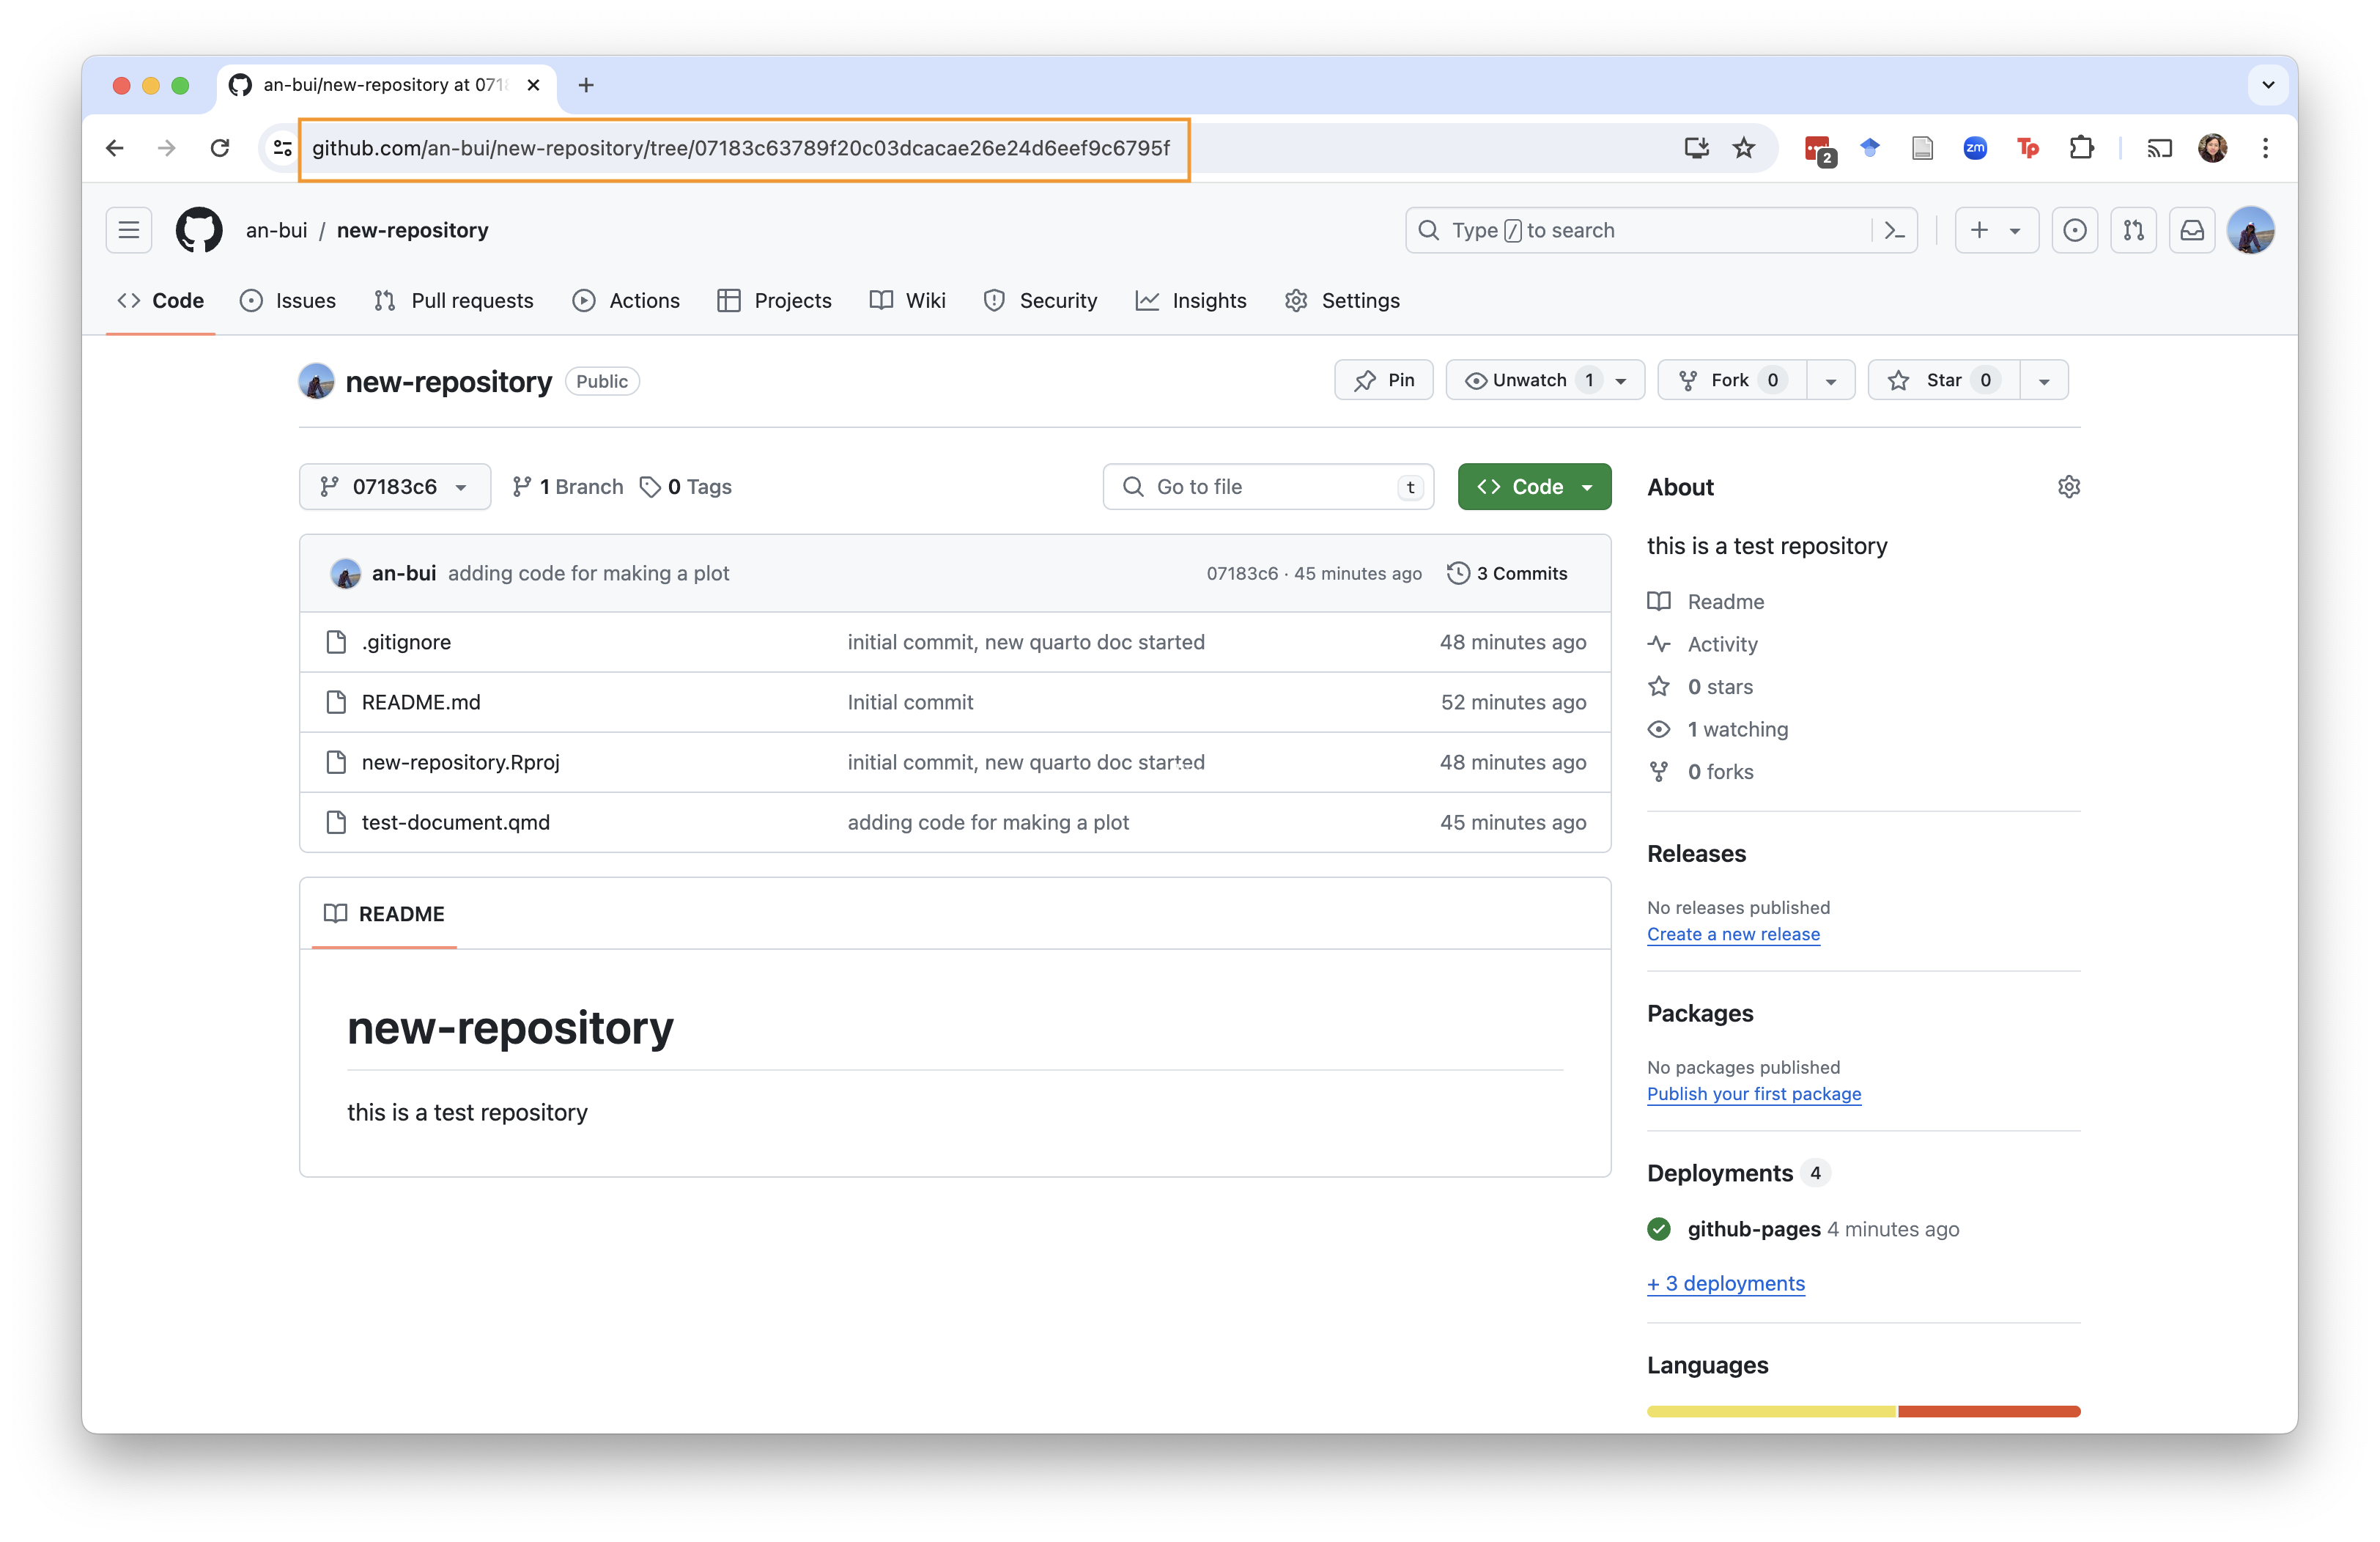 an-bui/new-repository at 071
github.com/an-bui/new-repository/tree/07183c63789f20c03dcacae26e24d6eef9c6795f
2
zm
Tp
an-bui / new-repository
Type / to search
Code Issues Pull requests Actions Projects Wiki Security Insights Settings
new-repository Public
Pin Unwatch 1 Fork 0 Star 0
07183c6 1 Branch 0 Tags
Go to file t
Code
an-bui adding code for making a plot 07183c6 · 45 minutes ago 3 Commits
.gitignore initial commit, new quarto doc started 48 minutes ago
README.md Initial commit 52 minutes ago
new-repository.Rproj initial commit, new quarto doc started 48 minutes ago
test-document.qmd adding code for making a plot 45 minutes ago
README
new-repository
this is a test repository
About
this is a test repository
Readme
Activity
0 stars
1 watching
0 forks
Releases
No releases published
Create a new release
Packages
No packages published
Publish your first package
Deployments 4
github-pages 4 minutes ago
+ 3 deployments
Languages